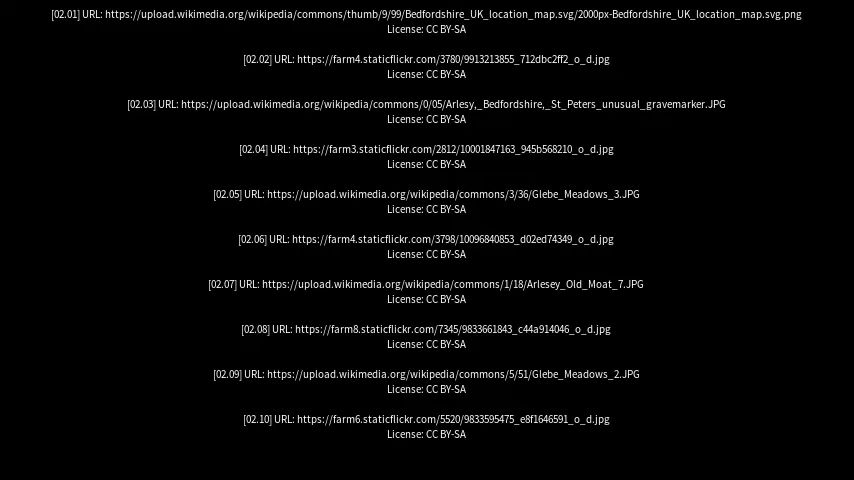 [02.01] URL: https://upload.wikimedia.org/wikipedia/commons/thumb/9/99/Bedfordshire_UK_location_map.svg/2000px-Bedfordshire_UK_location_map.svg.png
License: CC BY-SA
[02.02] URL: https://farm4.staticflickr.com/3780/9913213855_712dbc2ff2_o_d.jpg
License: CC BY-SA
[02.03] URL: https://upload.wikimedia.org/wikipedia/commons/0/05/Arlesy,_Bedfordshire,_St_Peters_unusual_gravemarker.JPG
License: CC BY-SA
[02.04] URL: https://farm3.staticflickr.com/2812/10001847163_945b568210_o_d.jpg
License: CC BY-SA
[02.05] URL: https://upload.wikimedia.org/wikipedia/commons/3/36/Glebe_Meadows_3.JPG
License: CC BY-SA
[02.06] URL: https://farm4.staticflickr.com/3798/10096840853_d02ed74349_o_d.jpg
License: CC BY-SA
[02.07] URL: https://upload.wikimedia.org/wikipedia/commons/1/18/Arlesey_Old_Moat_7.JPG
License: CC BY-SA
[02.08] URL: https://farm8.staticflickr.com/7345/9833661843_c44a914046_o_d.jpg
License: CC BY-SA
[02.09] URL: https://upload.wikimedia.org/wikipedia/commons/5/51/Glebe_Meadows_2.JPG
License: CC BY-SA
[02.10] URL: https://farm6.staticflickr.com/5520/9833595475_e8f1646591_o_d.jpg
License: CC BY-SA